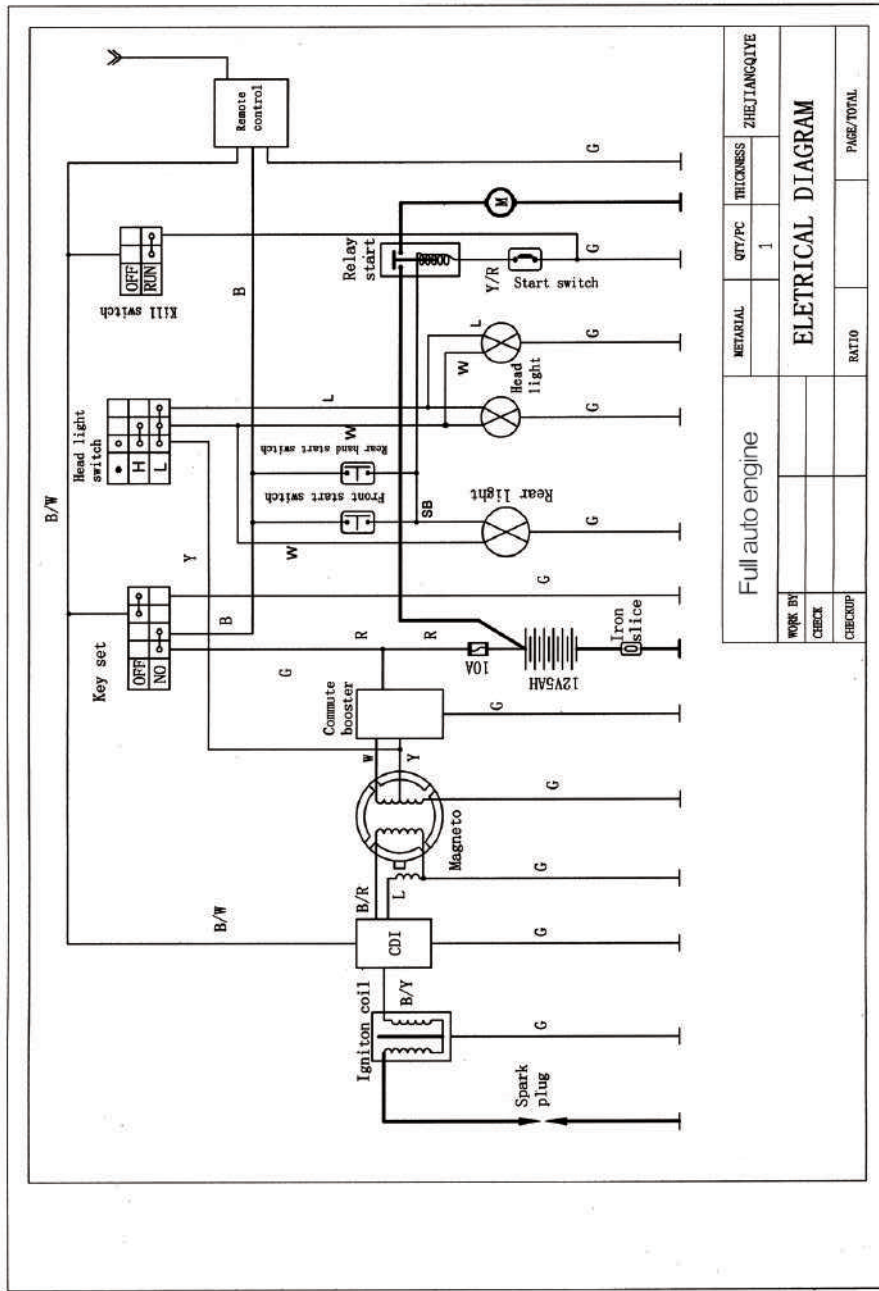 B/W
Remote
control
Kill switch
OFF
RUN
B
Head light
switch
H
L
Key set
OFF
NO
Y
B
G
R
R
W
L
W
Rear hand start switch
Front start switch
SB
Relay
start
Y/R
Start switch
M
L
W
Head
light
Rear light
10A
12V5AH
Iron
slice
Commute
booster
W
Y
Magneto
B/W
B/R
L
CDI
B/Y
Igniton coil
Spark
plug
G
G
G
G
G
G
G
G
G
G
G
Full auto engine
METARIAL
QTY/PC
THICKNESS
ZHEJIANGQIYE
1
ELETRICAL DIAGRAM
WORK BY
CHECK
CHECKUP
RATIO
PAGE/TOTAL